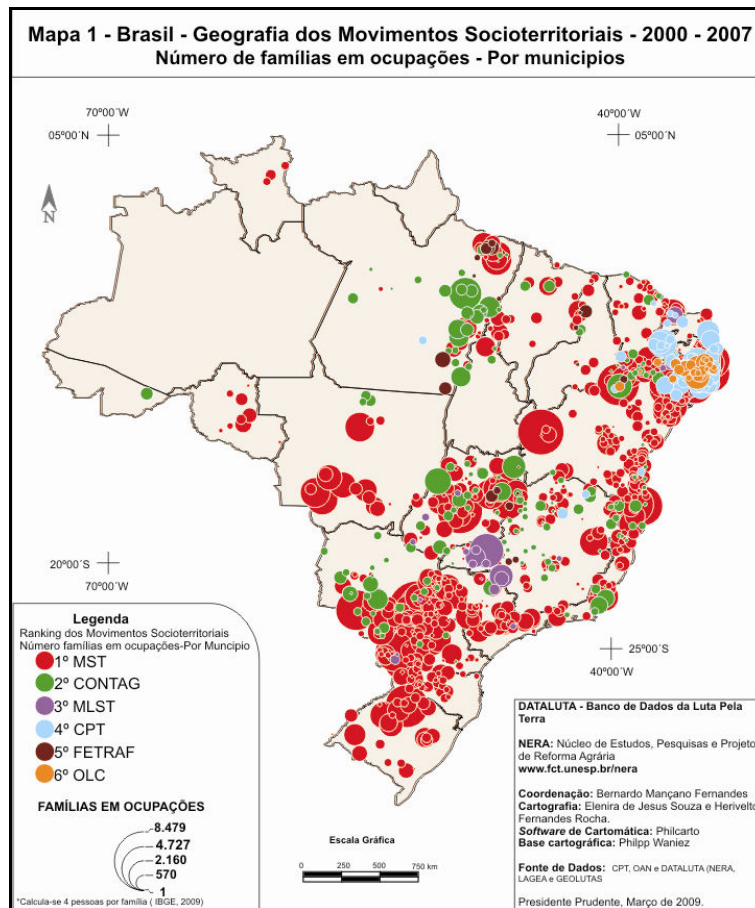 Mapa 1 - Brasil - Geografia dos Movimentos Socioterritoriais - 2000 - 2007
Número de famílias em ocupações - Por municipios
70º00´W
05º00´N
40º00´W
05º00´N
N
20º00´S
70º00´W
25º00´S
40º00´W
Legenda
Ranking dos Movimentos Socioterritoriais
Número famílias em ocupações-Por Muncipio
1º MST
2º CONTAG
3º MLST
4º CPT
5º FETRAF
6º OLC
FAMÍLIAS EM OCUPAÇÕES
8.479
4.727
2.160
570
1
*Calcula-se 4 pessoas por família ( IBGE, 2009)
Escala Gráfica
0 250 500 750 km
DATALUTA - Banco de Dados da Luta Pela
Terra
NERA: Núcleo de Estudos, Pesquisas e Projeto
de Reforma Agrária
www.fct.unesp.br/nera
Coordenação: Bernardo Mançano Fernandes
Cartografia: Elenira de Jesus Souza e Herivelto
Fernandes Rocha.
Software de Cartomática: Philcarto
Base cartográfica: Philpp Waniez
Fonte de Dados: CPT, OAN e DATALUTA (NERA,
LAGEA e GEOLUTAS
Presidente Prudente, Março de 2009.